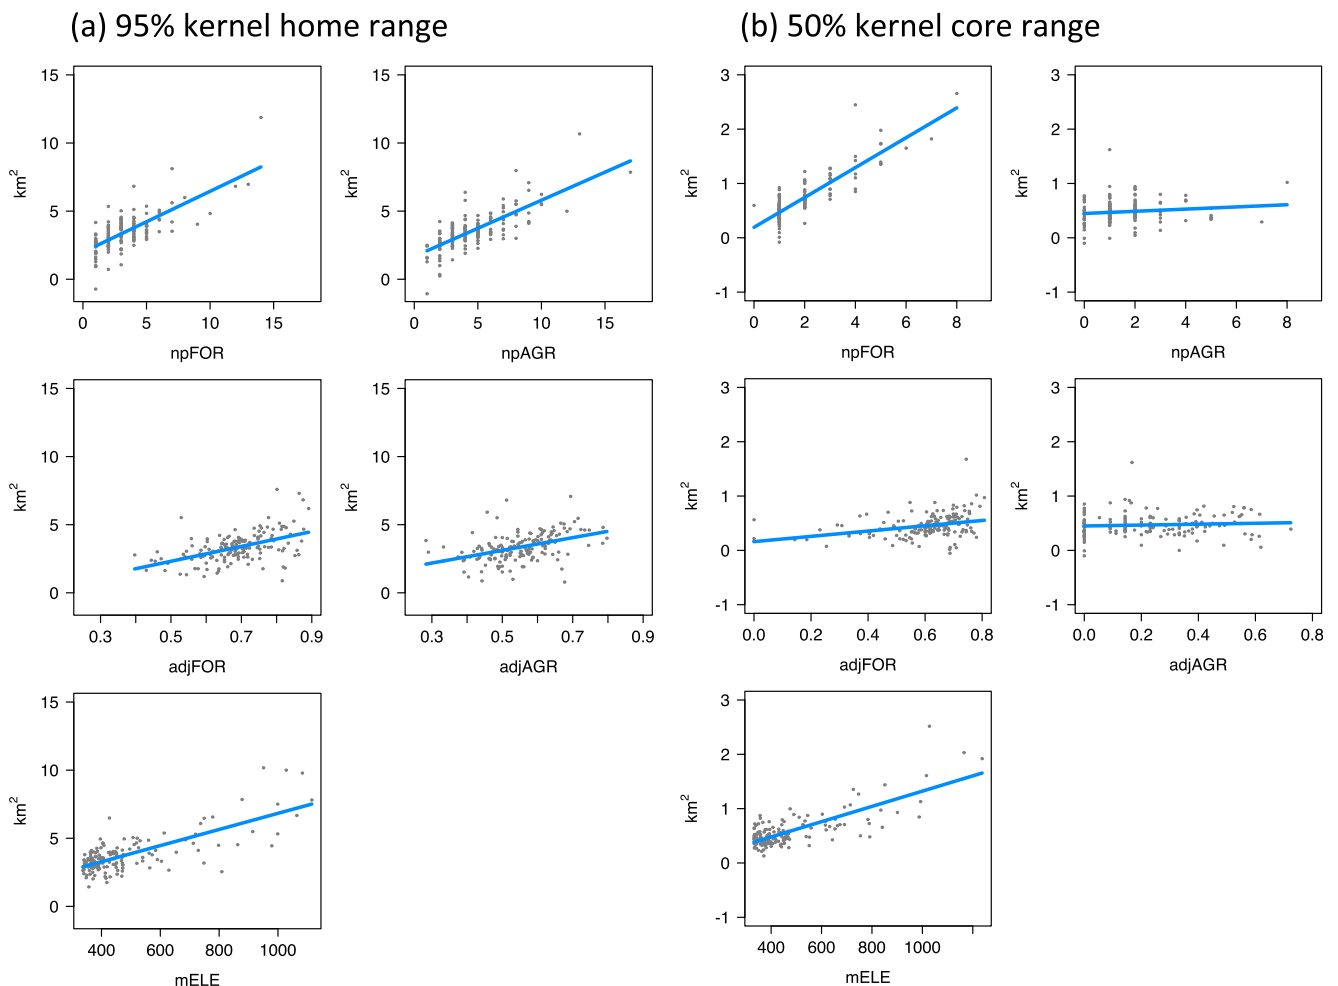 (a) 95% kernel home range
(b) 50% kernel core range
15
10
5
0
km²
0 5 10 15
npFOR
15
10
5
0
km²
0 5 10 15
npAGR
3
2
1
0
-1
km²
0 2 4 6 8
npFOR
3
2
1
0
-1
km²
0 2 4 6 8
npAGR
15
10
5
0
km²
0.3 0.5 0.7 0.9
adjFOR
15
10
5
0
km²
0.3 0.5 0.7 0.9
adjAGR
3
2
1
0
-1
km²
0.0 0.2 0.4 0.6 0.8
adjFOR
3
2
1
0
-1
km²
0.0 0.2 0.4 0.6 0.8
adjAGR
15
10
5
0
km²
400 600 800 1000
mELE
3
2
1
0
-1
km²
400 600 800 1000
mELE